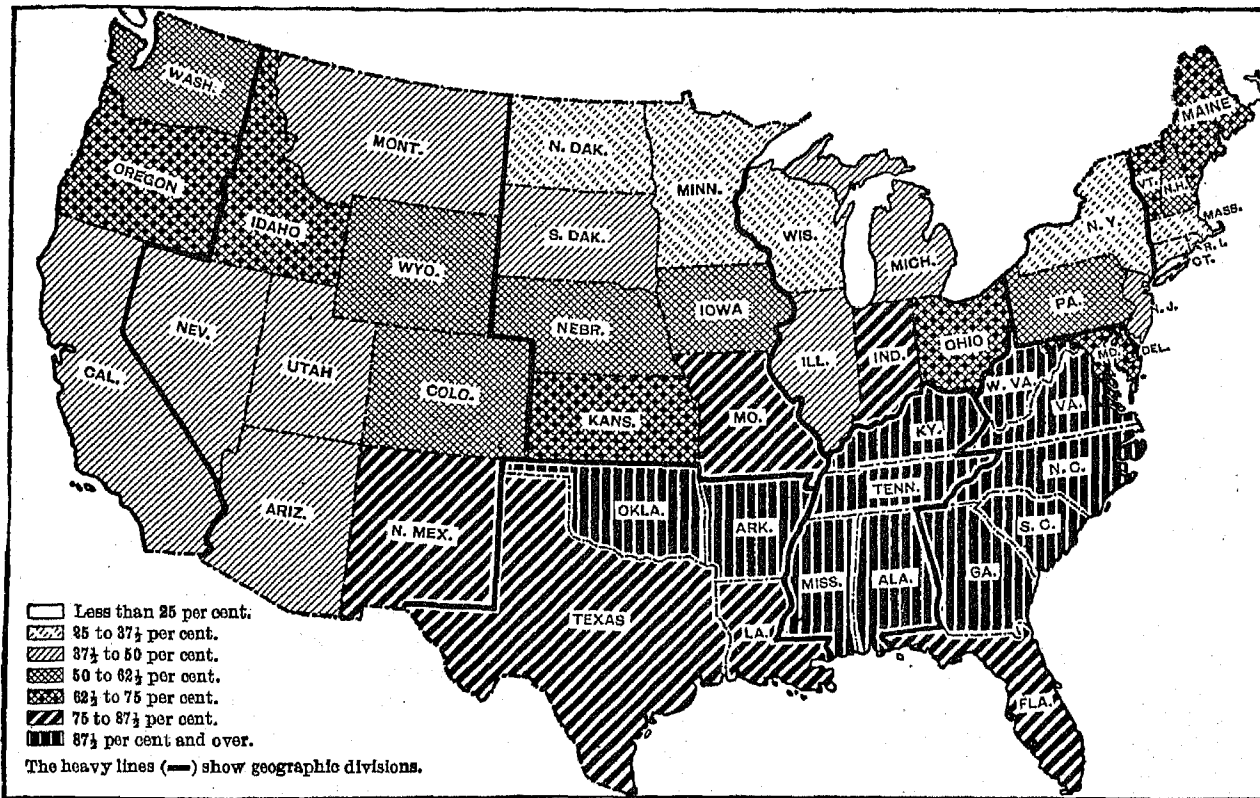 WASH.
OREGON
IDAHO
MONT.
WYO.
NEV.
UTAH
CAL.
COLO.
ARIZ.
N. MEX.
N. DAK.
S. DAK.
NEBR.
KANS.
MINN.
IOWA
MO.
WIS.
MICH.
ILL.
IND.
OHIO
OKLA.
ARK.
TEXAS
LA.
KY.
TENN.
MISS.
ALA.
GA.
FLA.
S. C.
N. C.
VA.
W. VA.
MD.
DEL.
PA.
N. J.
N. Y.
CT.
R. I.
MASS.
VT.
N. H.
MAINE
Less than 25 per cent.
25 to 37½ per cent.
37½ to 50 per cent.
50 to 62½ per cent.
62½ to 75 per cent.
75 to 87½ per cent.
87½ per cent and over.
The heavy lines (━) show geographic divisions.